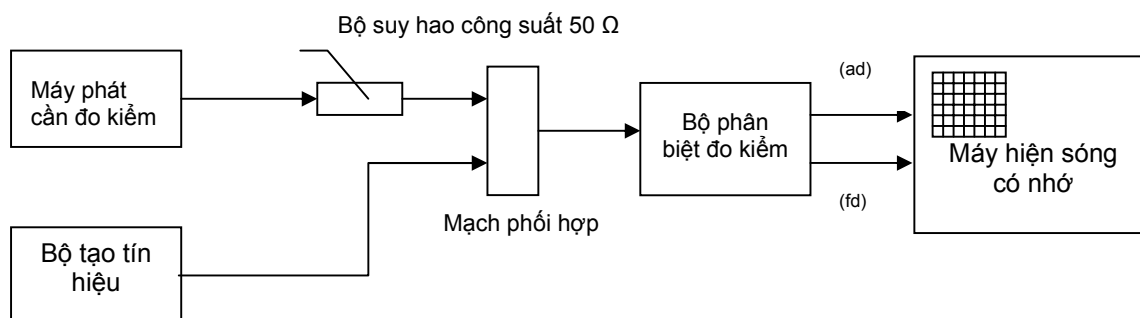 Bộ suy hao công suất 50 Ω
Máy phát
cần đo kiểm
Bộ phân
biệt đo kiểm
(ad)
(fd)
Máy hiện sóng
có nhớ
Mạch phối hợp
Bộ tạo tín
hiệu